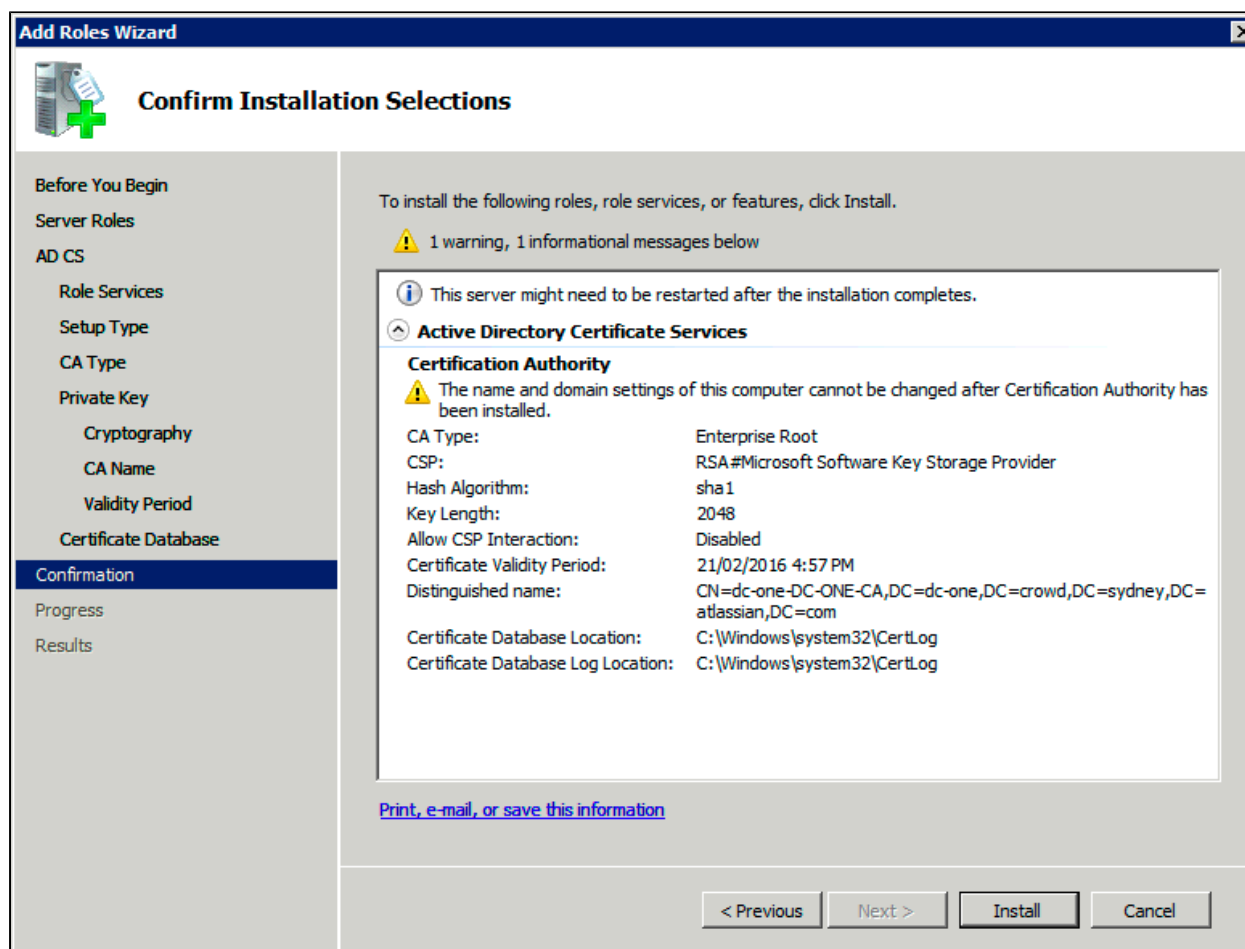 Add Roles Wizard
Confirm Installation Selections
Before You Begin
Server Roles
AD CS
Role Services
Setup Type
CA Type
Private Key
Cryptography
CA Name
Validity Period
Certificate Database
Confirmation
Progress
Results
To install the following roles, role services, or features, click Install.
1 warning, 1 informational messages below
This server might need to be restarted after the installation completes.
Active Directory Certificate Services
Certification Authority
The name and domain settings of this computer cannot be changed after Certification Authority has
been installed.
CA Type: Enterprise Root
CSP: RSA#Microsoft Software Key Storage Provider
Hash Algorithm: sha1
Key Length: 2048
Allow CSP Interaction: Disabled
Certificate Validity Period: 21/02/2016 4:57 PM
Distinguished name: CN=dc-one-DC-ONE-CA,DC=dc-one,DC=crowd,DC=sydney,DC=
atlassian,DC=com
Certificate Database Location: C:\Windows\system32\CertLog
Certificate Database Log Location: C:\Windows\system32\CertLog
Print, e-mail, or save this information
< Previous Next > Install Cancel